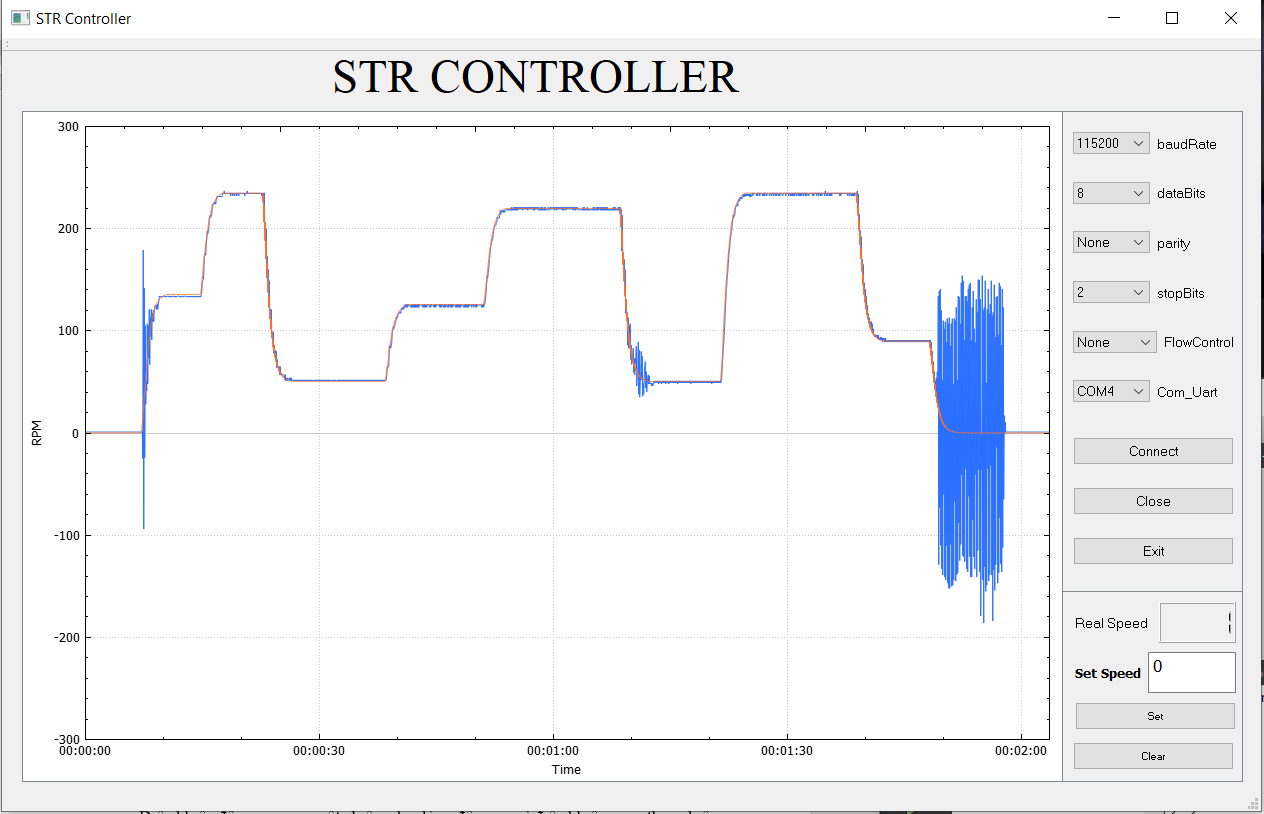 STR Controller
STR CONTROLLER
300
200
100
0
-100
-200
-300
RPM
00:00:00
00:00:30
00:01:00
00:01:30
00:02:00
Time
115200 baudRate
8 dataBits
None parity
2 stopBits
None FlowControl
COM4 Com_Uart
Connect
Close
Exit
Real Speed
Set Speed 0
Set
Clear